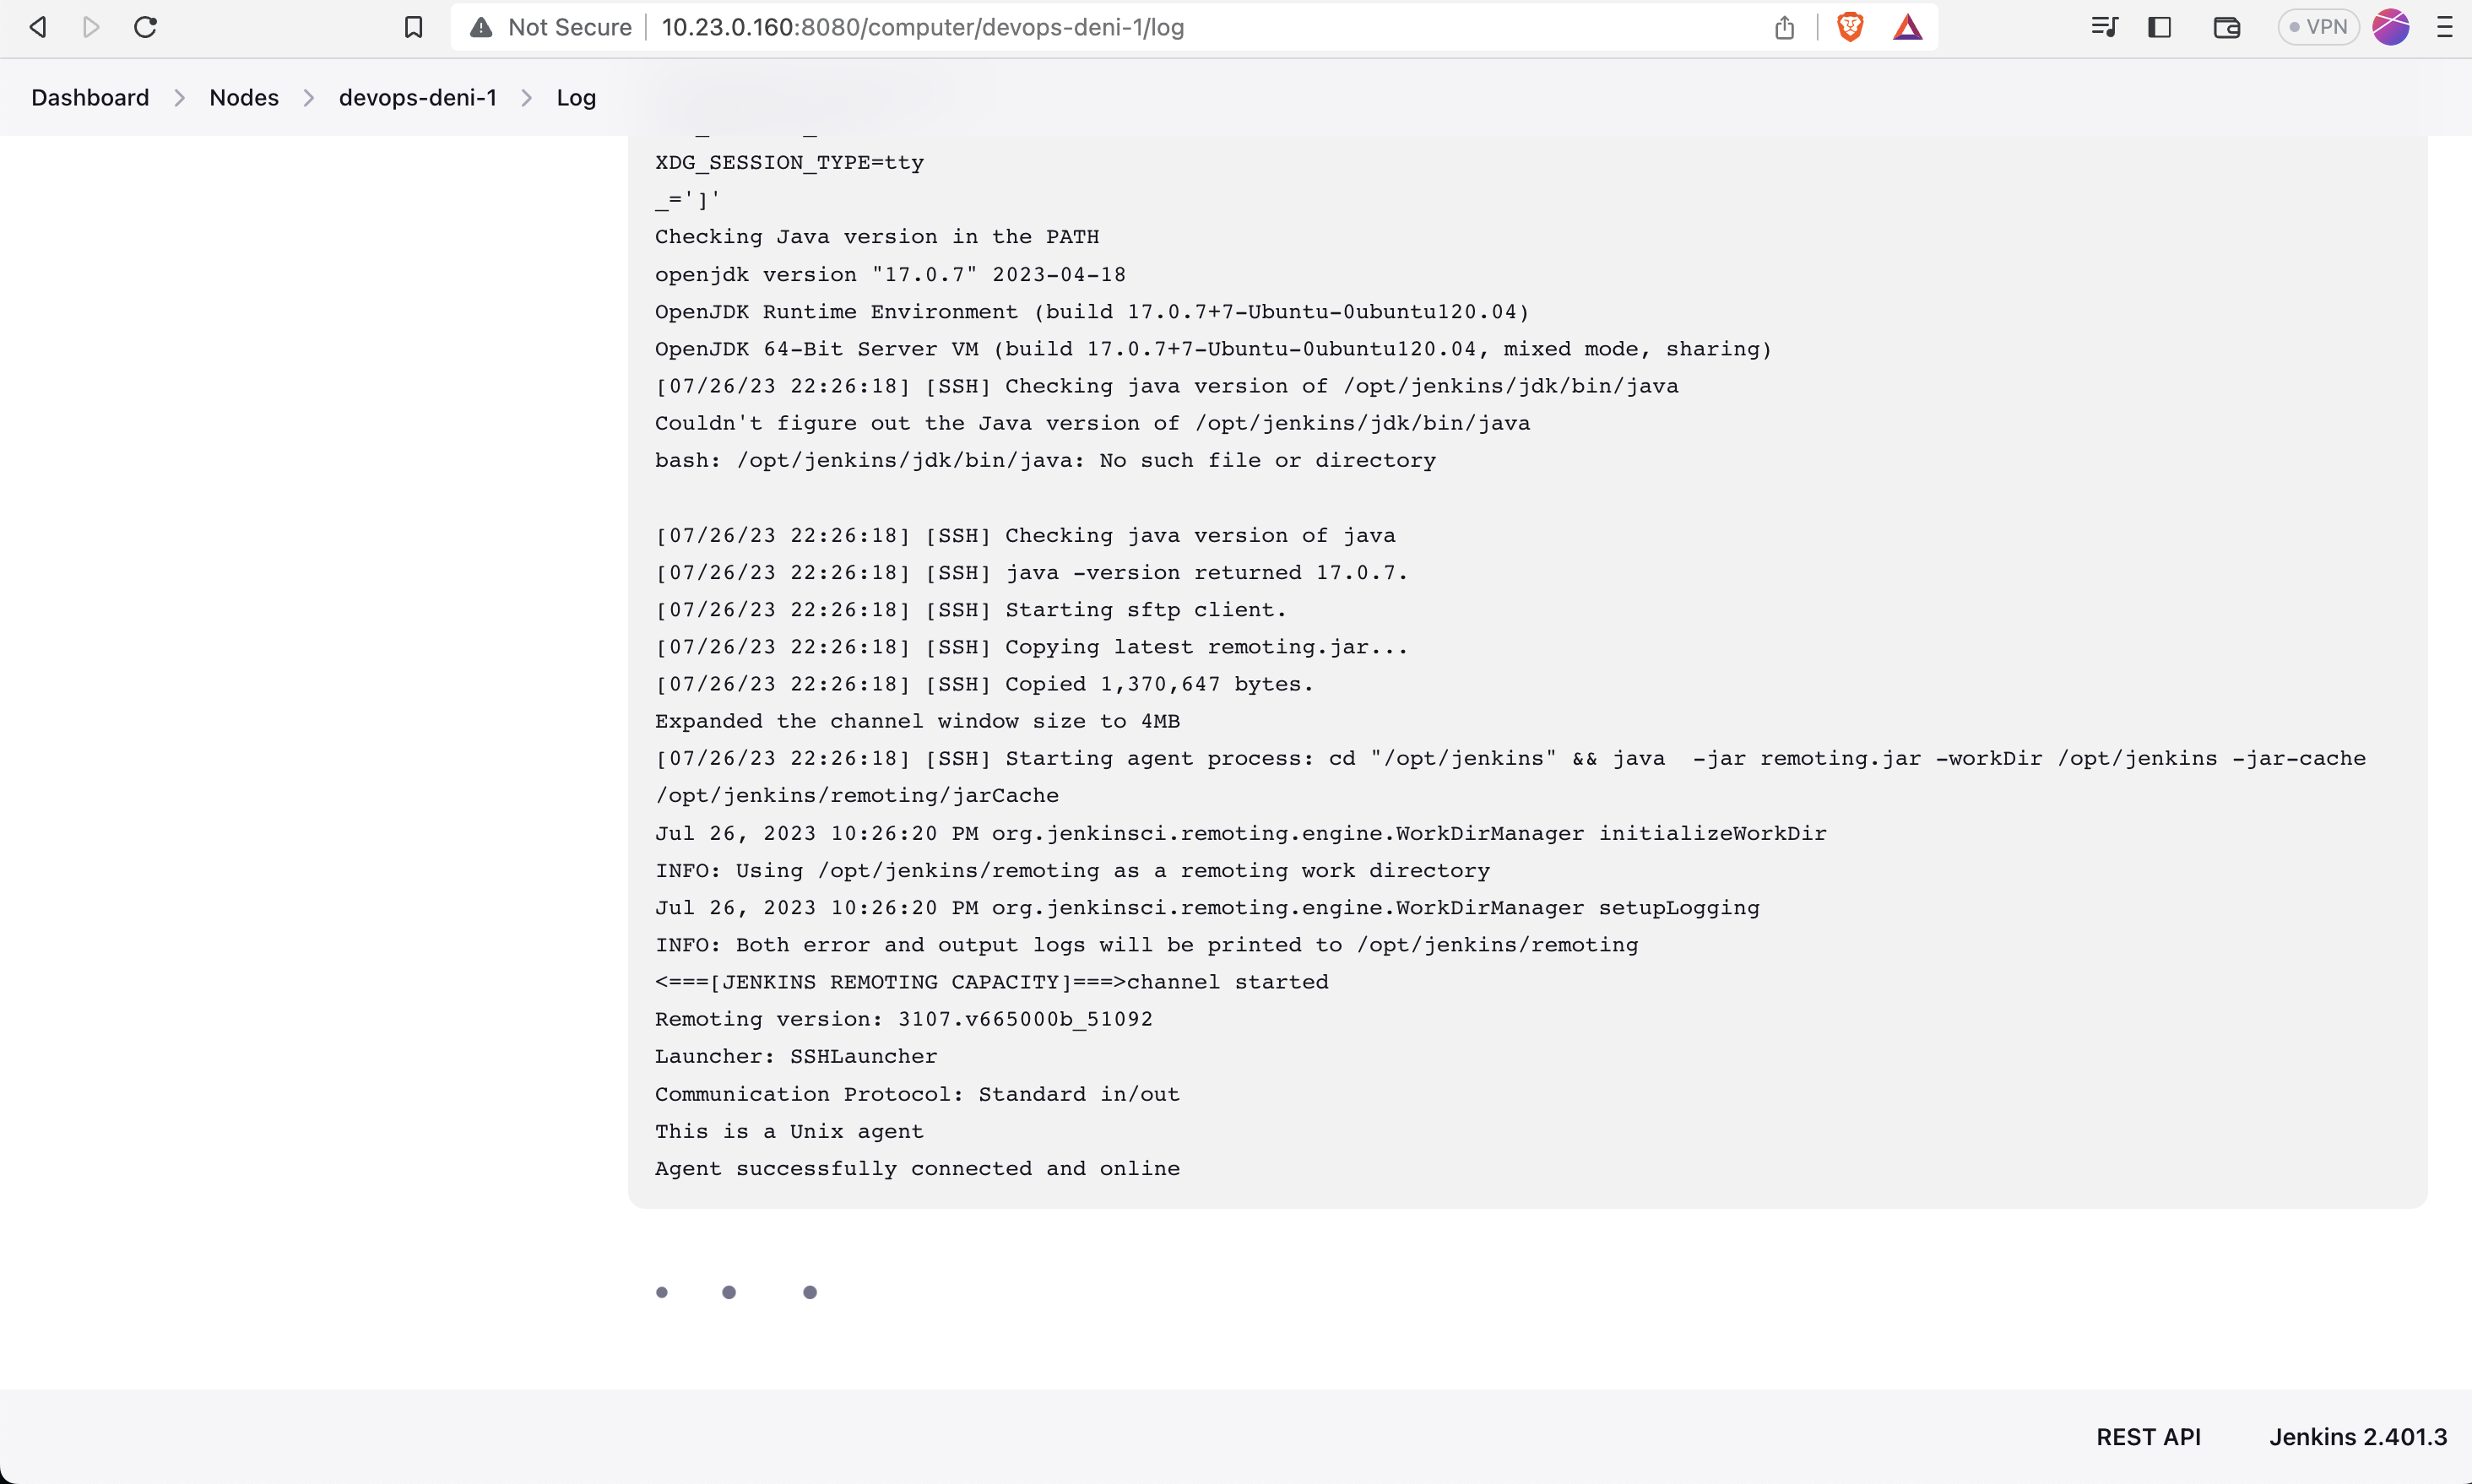 Not Secure
10.23.0.160:8080/computer/devops-deni-1/log
VPN
Dashboard
Nodes
devops-deni-1
Log
XDG_SESSION_TYPE=tty
_=']'
Checking Java version in the PATH
openjdk version "17.0.7" 2023-04-18
OpenJDK Runtime Environment (build 17.0.7+7-Ubuntu-0ubuntu120.04)
OpenJDK 64-Bit Server VM (build 17.0.7+7-Ubuntu-0ubuntu120.04, mixed mode, sharing)
[07/26/23 22:26:18] [SSH] Checking java version of /opt/jenkins/jdk/bin/java
Couldn't figure out the Java version of /opt/jenkins/jdk/bin/java
bash: /opt/jenkins/jdk/bin/java: No such file or directory
[07/26/23 22:26:18] [SSH] Checking java version of java
[07/26/23 22:26:18] [SSH] java -version returned 17.0.7.
[07/26/23 22:26:18] [SSH] Starting sftp client.
[07/26/23 22:26:18] [SSH] Copying latest remoting.jar...
[07/26/23 22:26:18] [SSH] Copied 1,370,647 bytes.
Expanded the channel window size to 4MB
[07/26/23 22:26:18] [SSH] Starting agent process: cd "/opt/jenkins" && java  -jar remoting.jar -workDir /opt/jenkins -jar-cache
/opt/jenkins/remoting/jarCache
Jul 26, 2023 10:26:20 PM org.jenkinsci.remoting.engine.WorkDirManager initializeWorkDir
INFO: Using /opt/jenkins/remoting as a remoting work directory
Jul 26, 2023 10:26:20 PM org.jenkinsci.remoting.engine.WorkDirManager setupLogging
INFO: Both error and output logs will be printed to /opt/jenkins/remoting
<===[JENKINS REMOTING CAPACITY]===>channel started
Remoting version: 3107.v665000b_51092
Launcher: SSHLauncher
Communication Protocol: Standard in/out
This is a Unix agent
Agent successfully connected and online
REST API
Jenkins 2.401.3